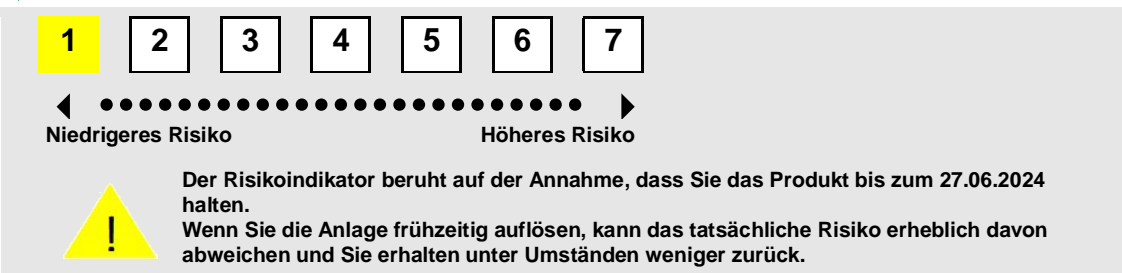 1 2 3 4 5 6 7
Niedrigeres Risiko Höheres Risiko
Der Risikoindikator beruht auf der Annahme, dass Sie das Produkt bis zum 27.06.2024
halten.
Wenn Sie die Anlage frühzeitig auflösen, kann das tatsächliche Risiko erheblich davon
abweichen und Sie erhalten unter Umständen weniger zurück.
!